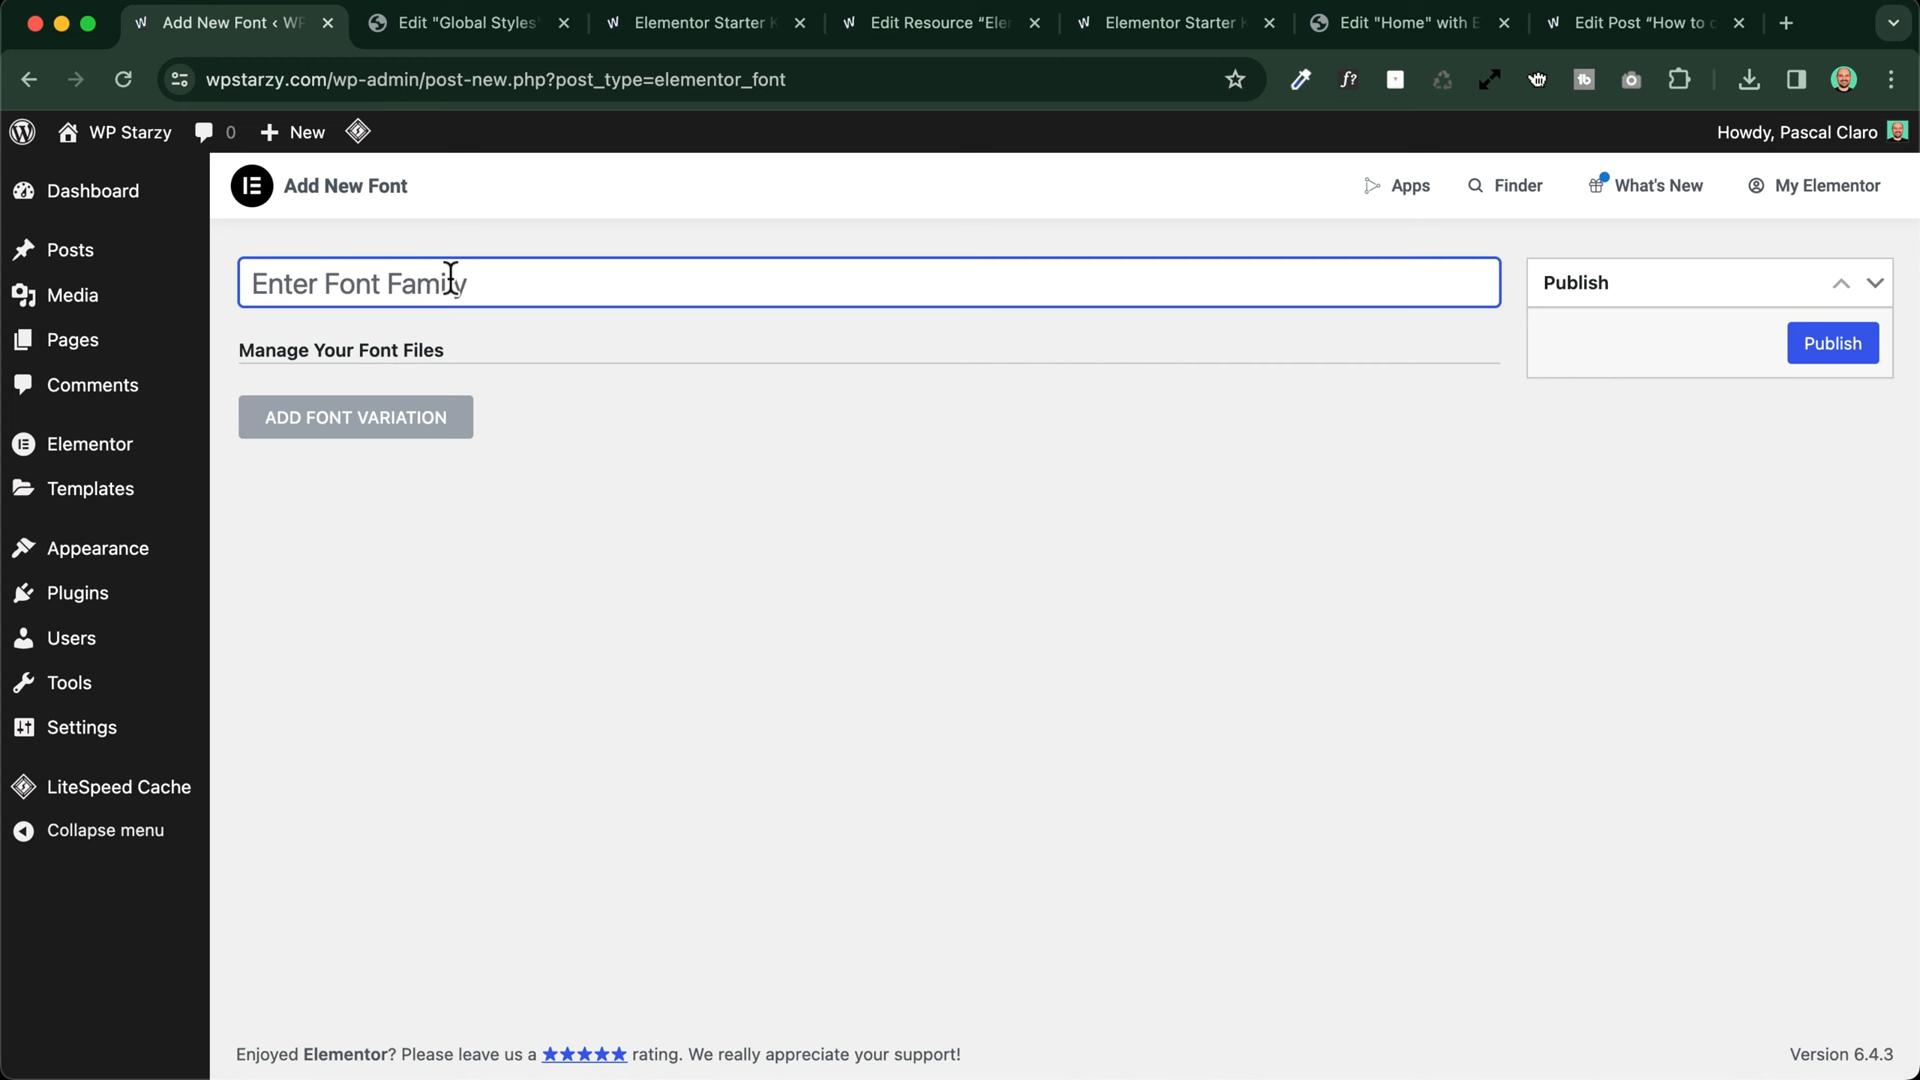 Add New Font ‹ WP
Edit "Global Styles"
Elementor Starter K
Edit Resource “Ele
Elementor Starter K
Edit "Home" with E
Edit Post “How to c
wpstarzy.com/wp-admin/post-new.php?post_type=elementor_font
f?
tb
WP Starzy
0
New
Howdy, Pascal Claro
Dashboard
Posts
Media
Pages
Comments
Elementor
Templates
Appearance
Plugins
Users
Tools
Settings
LiteSpeed Cache
Collapse menu
Add New Font
Apps
Finder
What's New
My Elementor
Enter Font Family
Publish
Publish
Manage Your Font Files
ADD FONT VARIATION
Enjoyed Elementor? Please leave us a ★★★★★ rating. We really appreciate your support!
Version 6.4.3